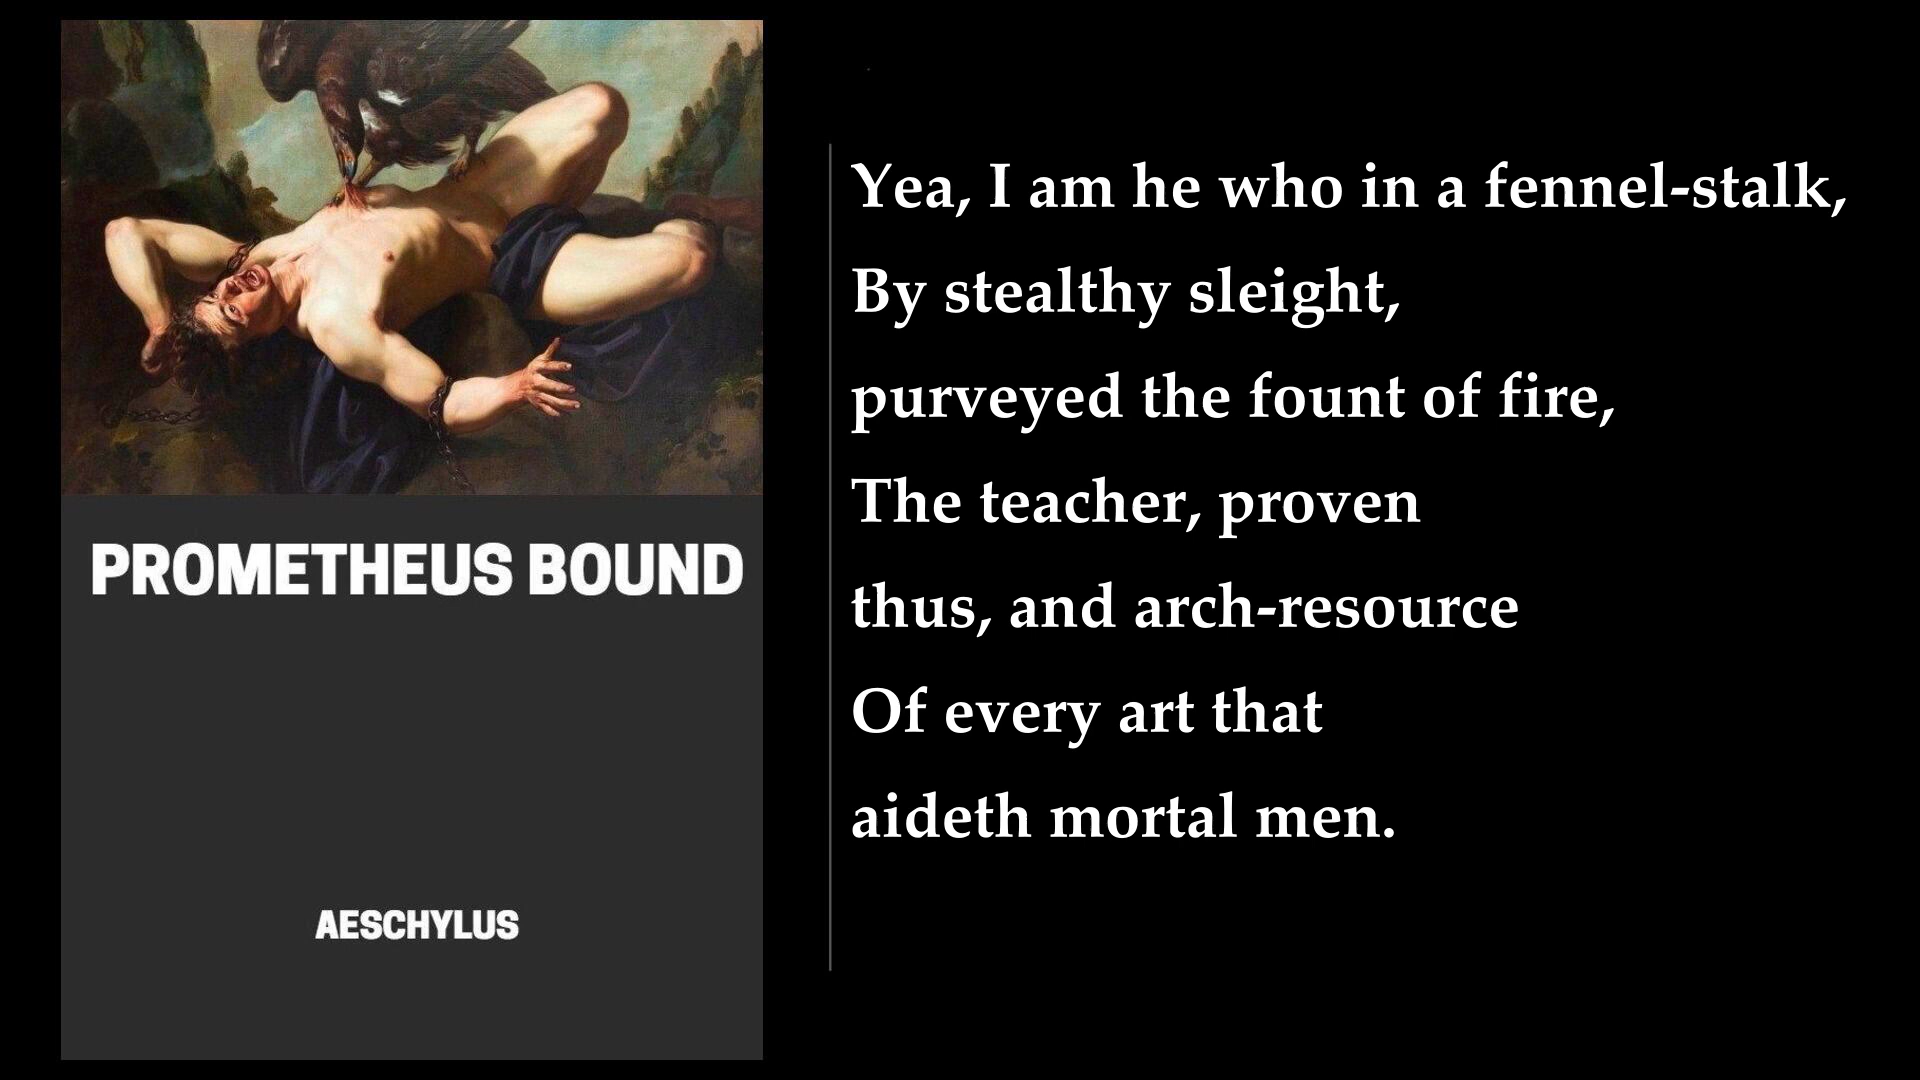 PROMETHEUS BOUND
AESCHYLUS
Yea, I am he who in a fennel-stalk,
By stealthy sleight,
purveyed the fount of fire,
The teacher, proven
thus, and arch-resource
Of every art that
aideth mortal men.